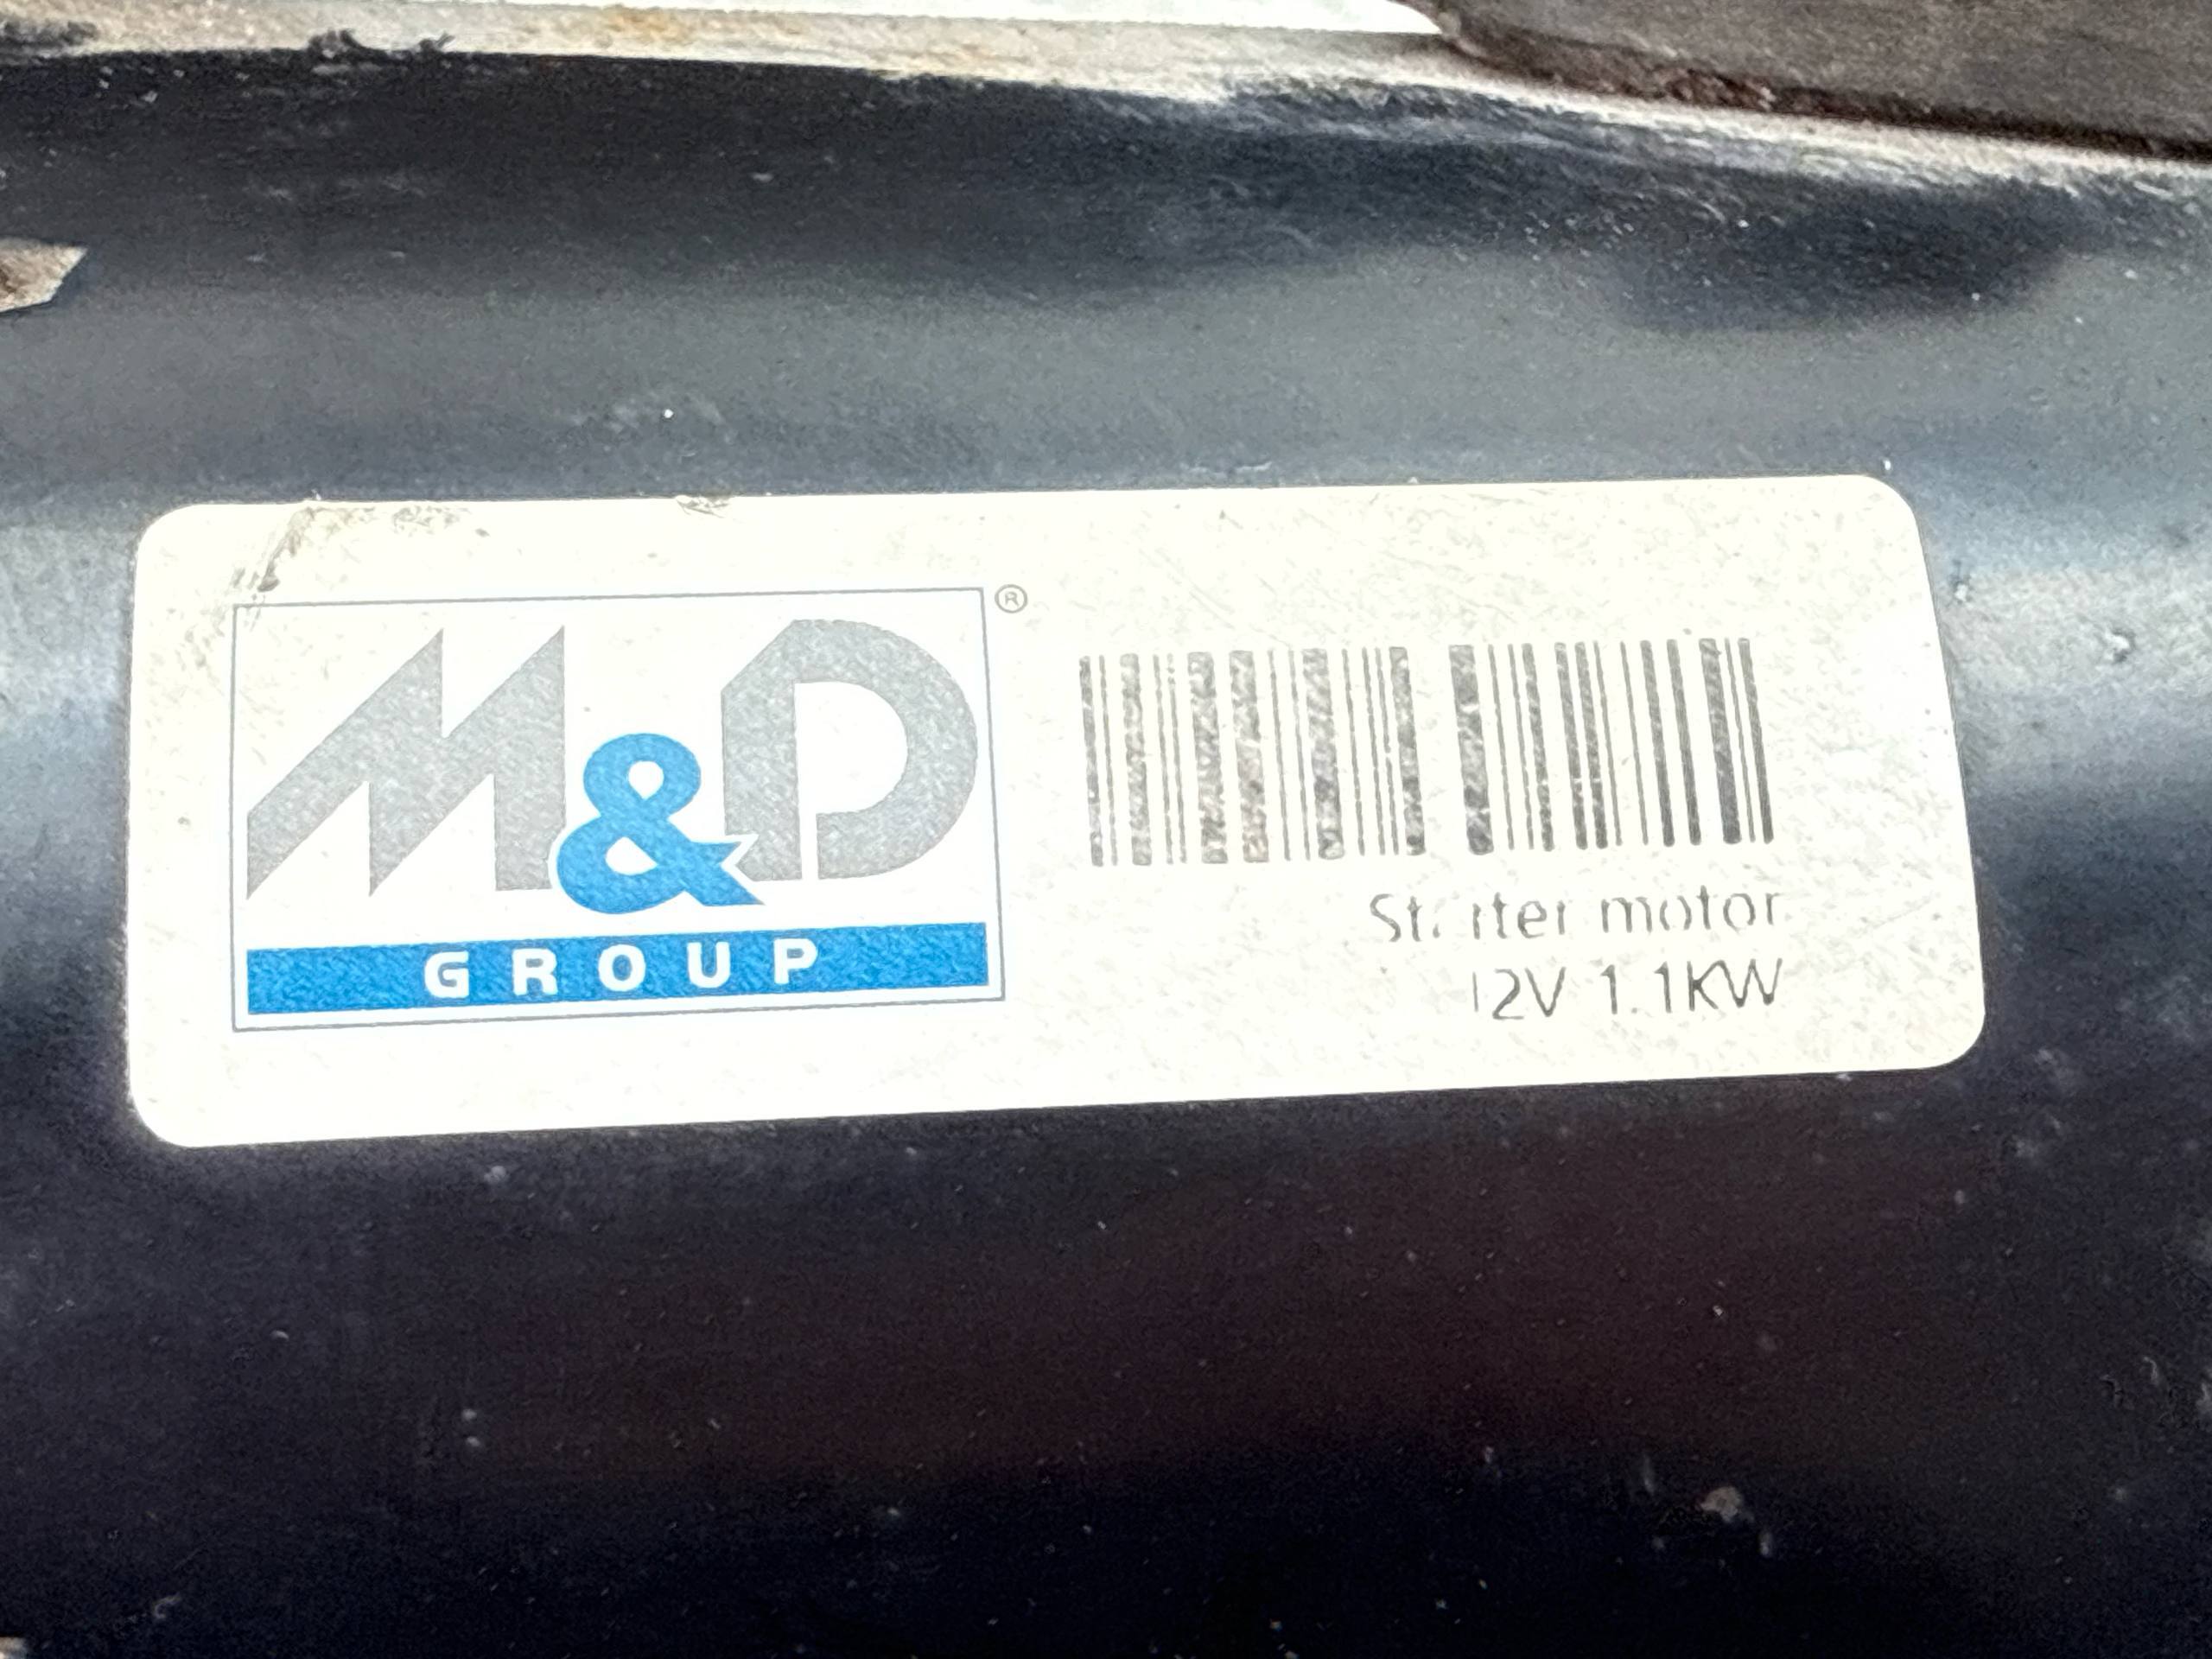 M&D ®
GROUP
Starter motor
12V 1.1KW